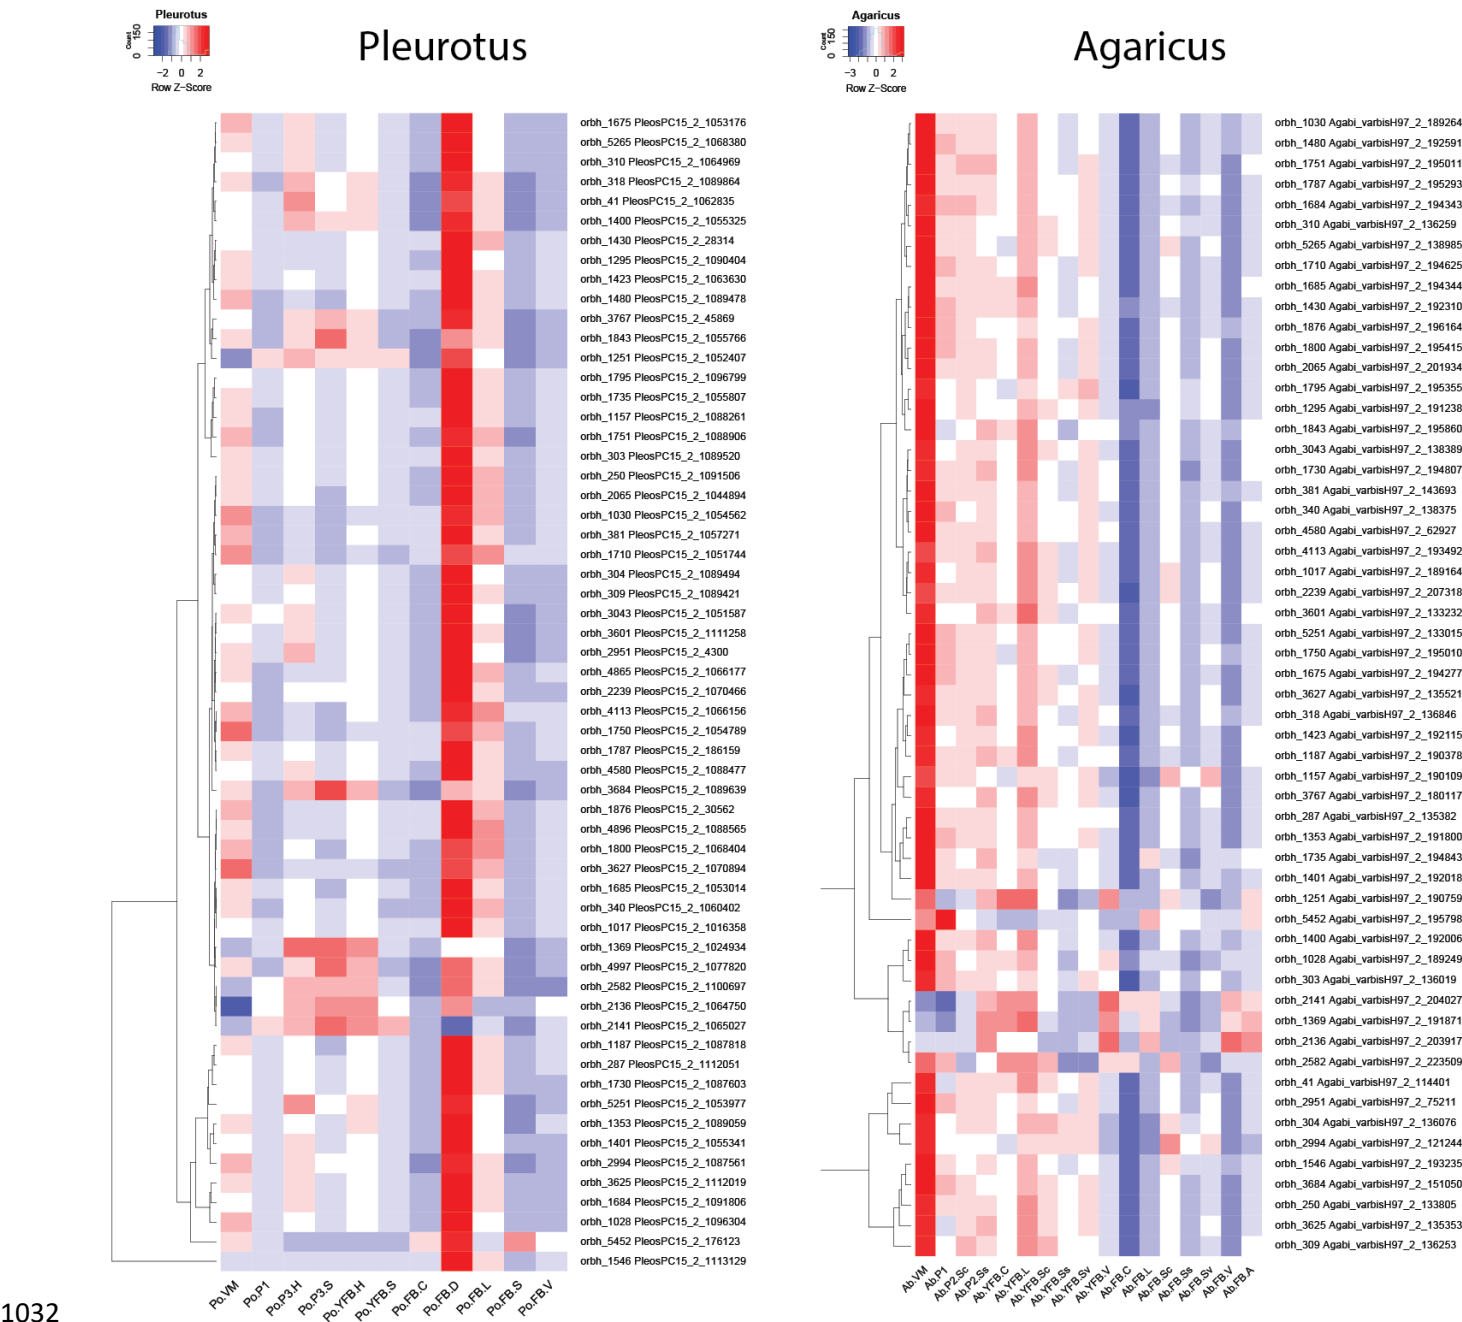 Pleurotus
Count
0 150
−2 0 2
Row Z−Score
Pleurotus
orbh_1675 PleosPC15_2_1053176
orbh_5265 PleosPC15_2_1068380
orbh_310 PleosPC15_2_1064969
orbh_318 PleosPC15_2_1089864
orbh_41 PleosPC15_2_1062835
orbh_1400 PleosPC15_2_1055325
orbh_1430 PleosPC15_2_28314
orbh_1295 PleosPC15_2_1090404
orbh_1423 PleosPC15_2_1063630
orbh_1480 PleosPC15_2_1089478
orbh_3767 PleosPC15_2_45869
orbh_1843 PleosPC15_2_1055766
orbh_1251 PleosPC15_2_1052407
orbh_1795 PleosPC15_2_1096799
orbh_1735 PleosPC15_2_1055807
orbh_1157 PleosPC15_2_1088261
orbh_1751 PleosPC15_2_1088906
orbh_303 PleosPC15_2_1089520
orbh_250 PleosPC15_2_1091506
orbh_2065 PleosPC15_2_1044894
orbh_1030 PleosPC15_2_1054562
orbh_381 PleosPC15_2_1057271
orbh_1710 PleosPC15_2_1051744
orbh_304 PleosPC15_2_1089494
orbh_309 PleosPC15_2_1089421
orbh_3043 PleosPC15_2_1051587
orbh_3601 PleosPC15_2_1111258
orbh_2951 PleosPC15_2_4300
orbh_4865 PleosPC15_2_1066177
orbh_2239 PleosPC15_2_1070466
orbh_4113 PleosPC15_2_1066156
orbh_1750 PleosPC15_2_1054789
orbh_1787 PleosPC15_2_186159
orbh_4580 PleosPC15_2_1088477
orbh_3684 PleosPC15_2_1089639
orbh_1876 PleosPC15_2_30562
orbh_4896 PleosPC15_2_1088565
orbh_1800 PleosPC15_2_1068404
orbh_3627 PleosPC15_2_1070894
orbh_1685 PleosPC15_2_1053014
orbh_340 PleosPC15_2_1060402
orbh_1017 PleosPC15_2_1016358
orbh_1369 PleosPC15_2_1024934
orbh_4997 PleosPC15_2_1077820
orbh_2582 PleosPC15_2_1100697
orbh_2136 PleosPC15_2_1064750
orbh_2141 PleosPC15_2_1065027
orbh_1187 PleosPC15_2_1087818
orbh_287 PleosPC15_2_1112051
orbh_1730 PleosPC15_2_1087603
orbh_5251 PleosPC15_2_1053977
orbh_1353 PleosPC15_2_1089059
orbh_1401 PleosPC15_2_1055341
orbh_2994 PleosPC15_2_1087561
orbh_3625 PleosPC15_2_1112019
orbh_1684 PleosPC15_2_1091806
orbh_1028 PleosPC15_2_1096304
orbh_5452 PleosPC15_2_176123
orbh_1546 PleosPC15_2_1113129
Po.VM Po.P1 Po.P3.H Po.P3.S Po.YFB.H Po.YFB.S Po.FB.C Po.FB.D Po.FB.L Po.FB.S Po.FB.V
Agaricus
Count
0 150
−3 0 2
Row Z−Score
Agaricus
orbh_1030 Agabi_varbisH97_2_189264
orbh_1480 Agabi_varbisH97_2_192591
orbh_1751 Agabi_varbisH97_2_195011
orbh_1787 Agabi_varbisH97_2_195293
orbh_1684 Agabi_varbisH97_2_194343
orbh_310 Agabi_varbisH97_2_136259
orbh_5265 Agabi_varbisH97_2_138985
orbh_1710 Agabi_varbisH97_2_194625
orbh_1685 Agabi_varbisH97_2_194344
orbh_1430 Agabi_varbisH97_2_192310
orbh_1876 Agabi_varbisH97_2_196164
orbh_1800 Agabi_varbisH97_2_195415
orbh_2065 Agabi_varbisH97_2_201934
orbh_1795 Agabi_varbisH97_2_195355
orbh_1295 Agabi_varbisH97_2_191238
orbh_1843 Agabi_varbisH97_2_195860
orbh_3043 Agabi_varbisH97_2_138389
orbh_1730 Agabi_varbisH97_2_194807
orbh_381 Agabi_varbisH97_2_143693
orbh_340 Agabi_varbisH97_2_138375
orbh_4580 Agabi_varbisH97_2_62927
orbh_4113 Agabi_varbisH97_2_193492
orbh_1017 Agabi_varbisH97_2_189164
orbh_2239 Agabi_varbisH97_2_207318
orbh_3601 Agabi_varbisH97_2_133232
orbh_5251 Agabi_varbisH97_2_133015
orbh_1750 Agabi_varbisH97_2_195010
orbh_1675 Agabi_varbisH97_2_194277
orbh_3627 Agabi_varbisH97_2_135521
orbh_318 Agabi_varbisH97_2_136846
orbh_1423 Agabi_varbisH97_2_192115
orbh_1187 Agabi_varbisH97_2_190378
orbh_1157 Agabi_varbisH97_2_190109
orbh_3767 Agabi_varbisH97_2_180117
orbh_287 Agabi_varbisH97_2_135382
orbh_1353 Agabi_varbisH97_2_191800
orbh_1735 Agabi_varbisH97_2_194843
orbh_1401 Agabi_varbisH97_2_192018
orbh_1251 Agabi_varbisH97_2_190759
orbh_5452 Agabi_varbisH97_2_195798
orbh_1400 Agabi_varbisH97_2_192006
orbh_1028 Agabi_varbisH97_2_189249
orbh_303 Agabi_varbisH97_2_136019
orbh_2141 Agabi_varbisH97_2_204027
orbh_1369 Agabi_varbisH97_2_191871
orbh_2136 Agabi_varbisH97_2_203917
orbh_2582 Agabi_varbisH97_2_223509
orbh_41 Agabi_varbisH97_2_114401
orbh_2951 Agabi_varbisH97_2_75211
orbh_304 Agabi_varbisH97_2_136076
orbh_2994 Agabi_varbisH97_2_121244
orbh_1546 Agabi_varbisH97_2_193235
orbh_3684 Agabi_varbisH97_2_151050
orbh_250 Agabi_varbisH97_2_133805
orbh_3625 Agabi_varbisH97_2_135353
orbh_309 Agabi_varbisH97_2_136253
Ab.VM Ab.P1 Ab.P2.Sc Ab.P2.Ss Ab.YFB.C Ab.YFB.L Ab.YFB.Sc Ab.YFB.Ss Ab.YFB.Sv Ab.YFB.V Ab.FB.C Ab.FB.L Ab.FB.Sc Ab.FB.Ss Ab.FB.Sv Ab.FB.V Ab.FB.A
1032